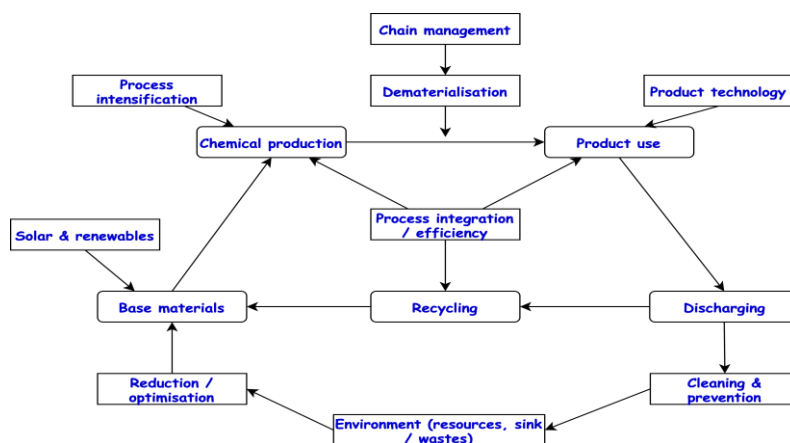 Chain management
Process
intensification
Dematerialisation
Product technology
Chemical production
Product use
Process integration
/ efficiency
Solar & renewables
Base materials
Recycling
Discharging
Reduction /
optimisation
Cleaning &
prevention
Environment (resources, sink
/ wastes)